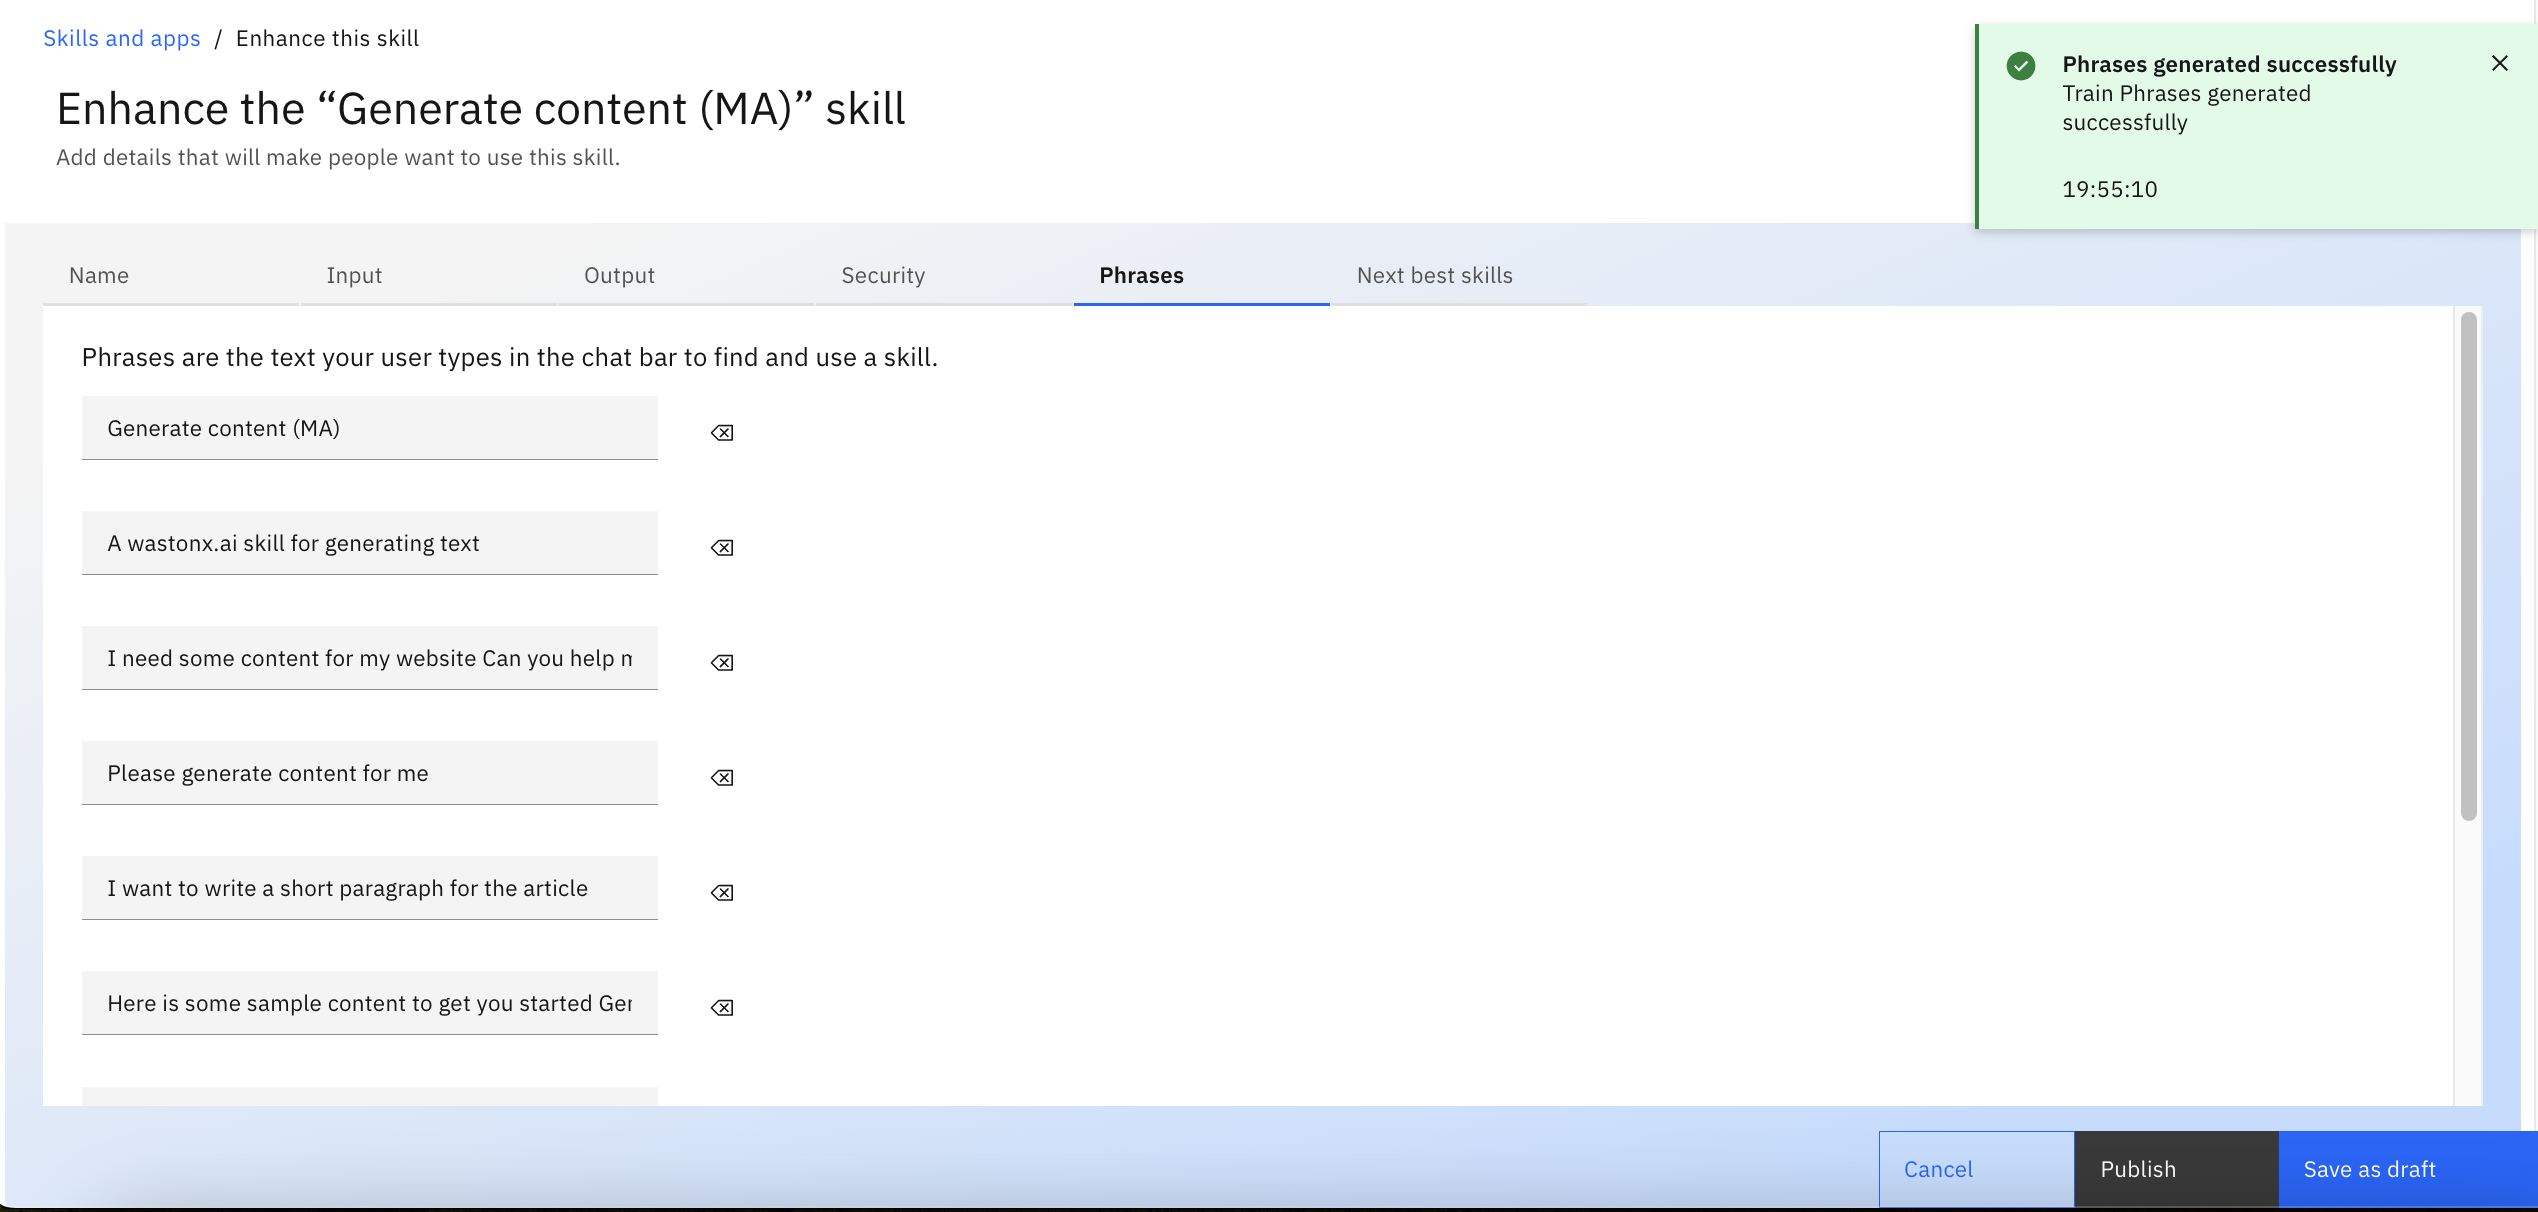 Skills and apps / Enhance this skill
Enhance the “Generate content (MA)” skill
Add details that will make people want to use this skill.
Phrases generated successfully
Train Phrases generated
successfully
19:55:10
Name Input Output Security Phrases Next best skills
Phrases are the text your user types in the chat bar to find and use a skill.
Generate content (MA)
A wastonx.ai skill for generating text
I need some content for my website Can you help
Please generate content for me
I want to write a short paragraph for the article
Here is some sample content to get you started
Cancel Publish Save as draft